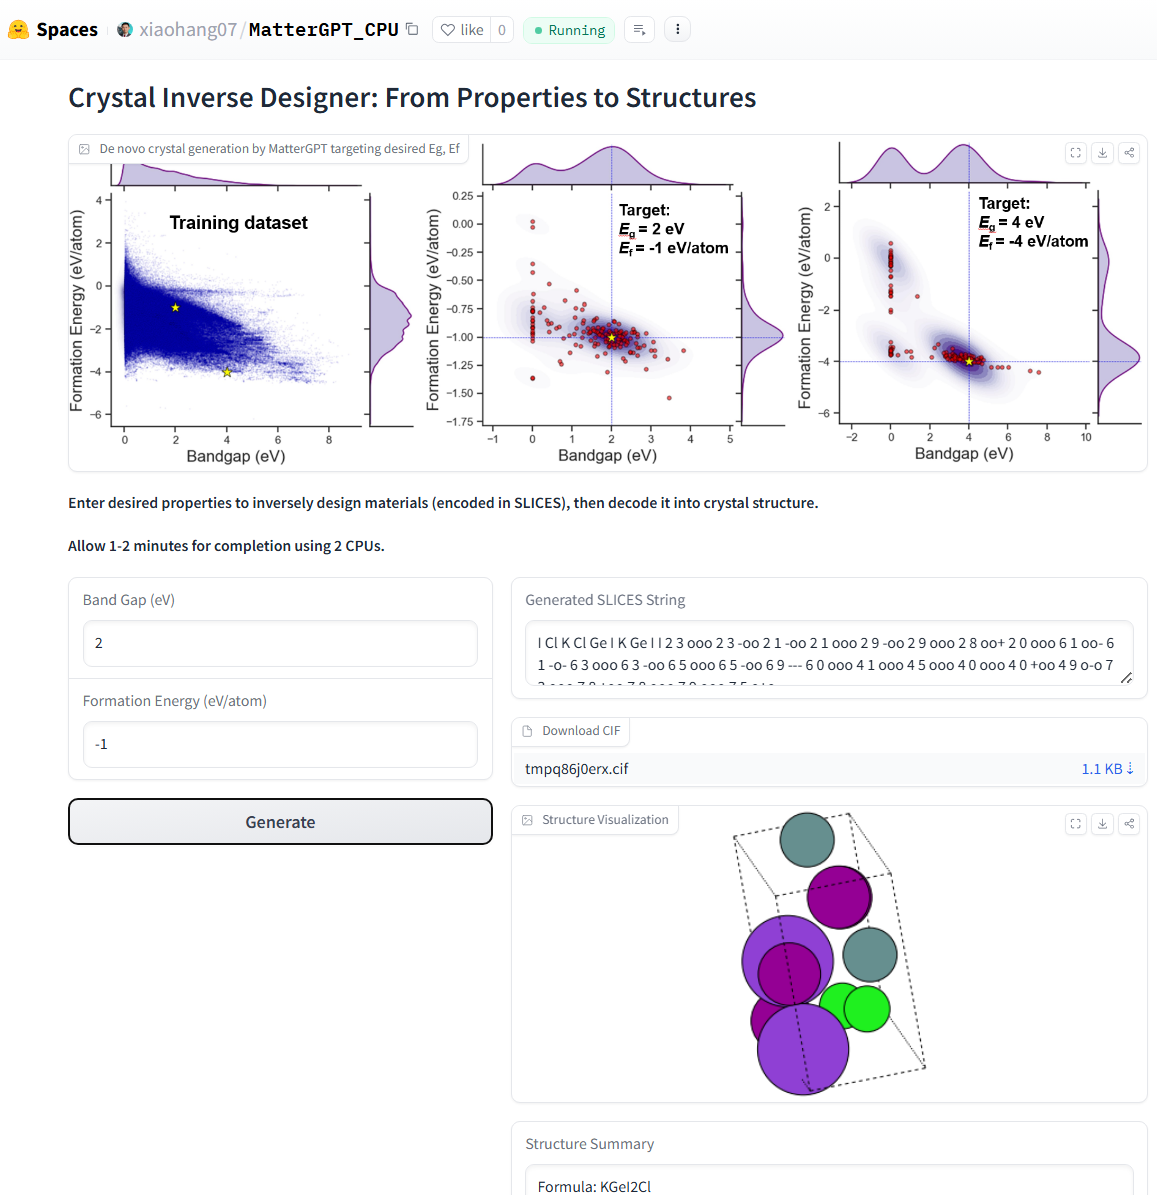 Spaces xiaohang07/MatterGPT_CPU like 0 Running
Crystal Inverse Designer: From Properties to Structures
De novo crystal generation by MatterGPT targeting desired Eg, Ef
Training dataset
Formation Energy (eV/atom)
4
2
0
−2
−4
−6
0 2 4 6 8
Bandgap (eV)
Target:
Eg = 2 eV
Ef = -1 eV/atom
Formation Energy (eV/atom)
0.25
0.00
−0.25
−0.50
−0.75
−1.00
−1.25
−1.50
−1.75
−1 0 1 2 3 4 5
Bandgap (eV)
Target:
Eg = 4 eV
Ef = -4 eV/atom
Formation Energy (eV/atom)
2
0
−2
−4
−6
−2 0 2 4 6 8 10
Bandgap (eV)
Enter desired properties to inversely design materials (encoded in SLICES), then decode it into crystal structure.
Allow 1-2 minutes for completion using 2 CPUs.
Band Gap (eV)
2
Formation Energy (eV/atom)
-1
Generate
Generated SLICES String
I Cl K Cl Ge I K Ge I I 2 3 ooo 2 3 -oo 2 1 -oo 2 1 ooo 2 9 -oo 2 9 ooo 2 8 oo+ 2 0 ooo 6 1 oo- 6
1 -o- 6 3 ooo 6 3 -oo 6 5 ooo 6 5 -oo 6 9 --- 6 0 ooo 4 1 ooo 4 5 ooo 4 0 ooo 4 0 +oo 4 9 o-o 7
Download CIF
tmpq86j0erx.cif 1.1 KB ⇣
Structure Visualization
Structure Summary
Formula: KGeI2Cl